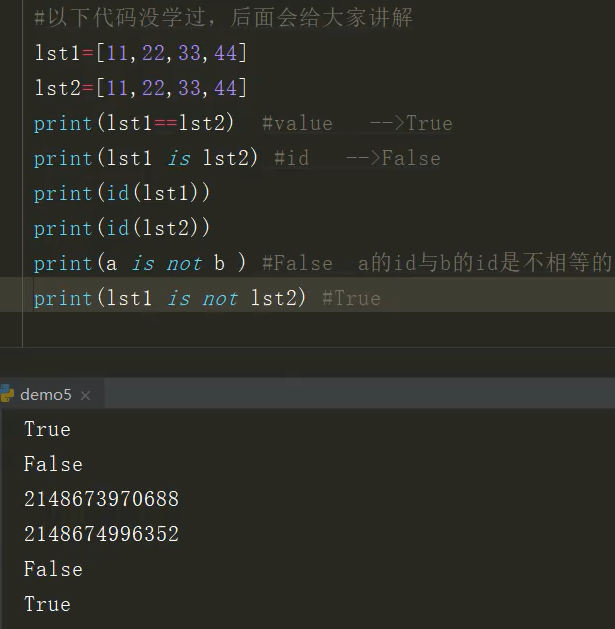 #以下代码没学过，后面会给大家讲解
lst1=[11,22,33,44]
lst2=[11,22,33,44]
print(lst1==lst2)  #value   -->True
print(lst1 is lst2) #id   -->False
print(id(lst1))
print(id(lst2))
print(a is not b ) #False  a的id与b的id是不相等的
print(lst1 is not lst2) #True
demo5 ×
True
False
2148673970688
2148674996352
False
True